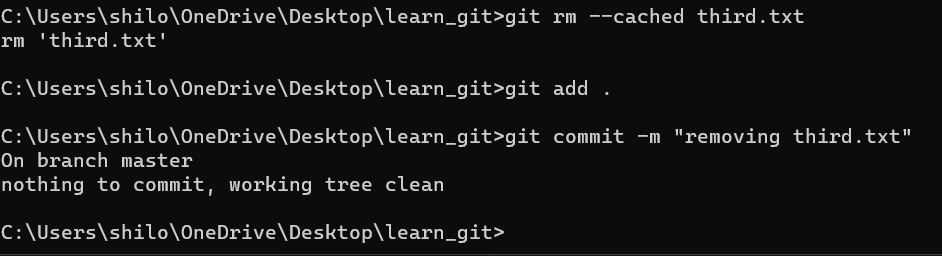 C:\Users\shilo\OneDrive\Desktop\learn_git>git rm --cached third.txt
rm 'third.txt'
C:\Users\shilo\OneDrive\Desktop\learn_git>git add .
C:\Users\shilo\OneDrive\Desktop\learn_git>git commit -m "removing third.txt"
On branch master
nothing to commit, working tree clean
C:\Users\shilo\OneDrive\Desktop\learn_git>